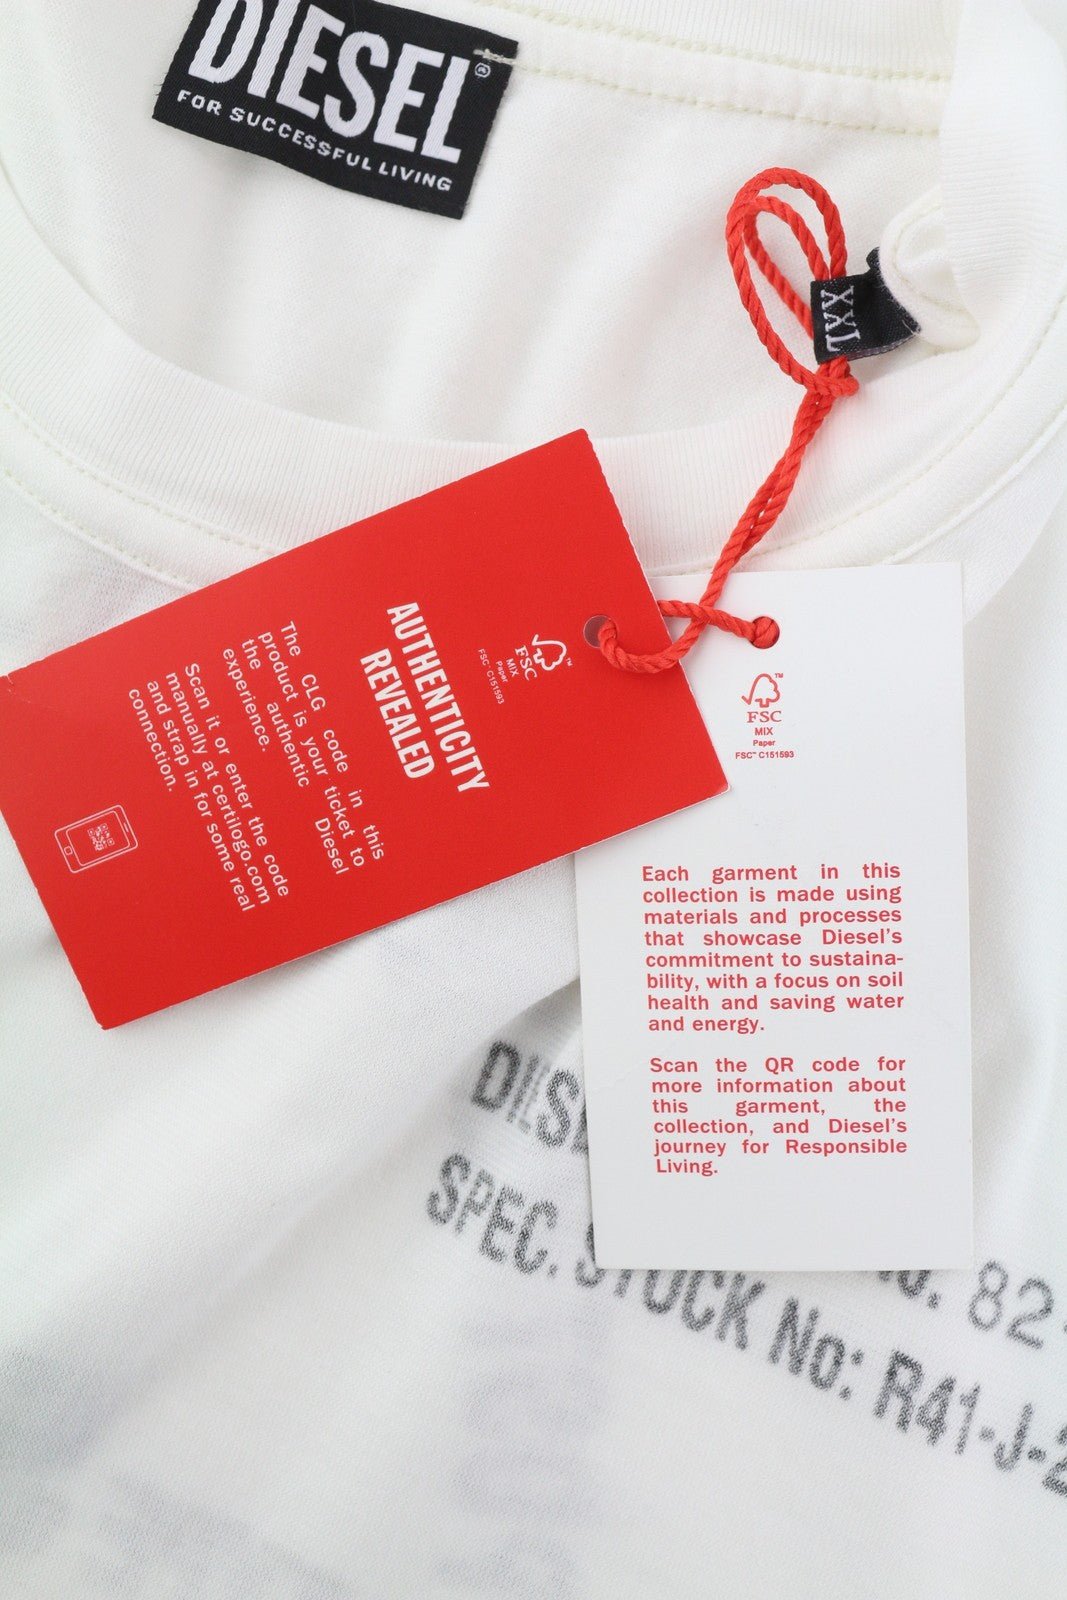 DIESEL®
FOR SUCCESSFUL LIVING
XXL
FSC™
MIX
Paper
FSC™ C151593
AUTHENTICITY
REVEALED
The CLG code in this
product is your ticket to
the authentic Diesel
experience.
Scan it or enter the code
manually at certilogo.com
and strap in for some real
connection.
™
FSC
MIX
Paper
FSC™ C151593
Each garment in this
collection is made using
materials and processes
that showcase Diesel's
commitment to sustaina-
bility, with a focus on soil
health and saving water
and energy.
Scan the QR code for
more information about
this garment, the
collection, and Diesel's
journey for Responsible
Living.
82
SPEC. STOCK No: R41-J-2